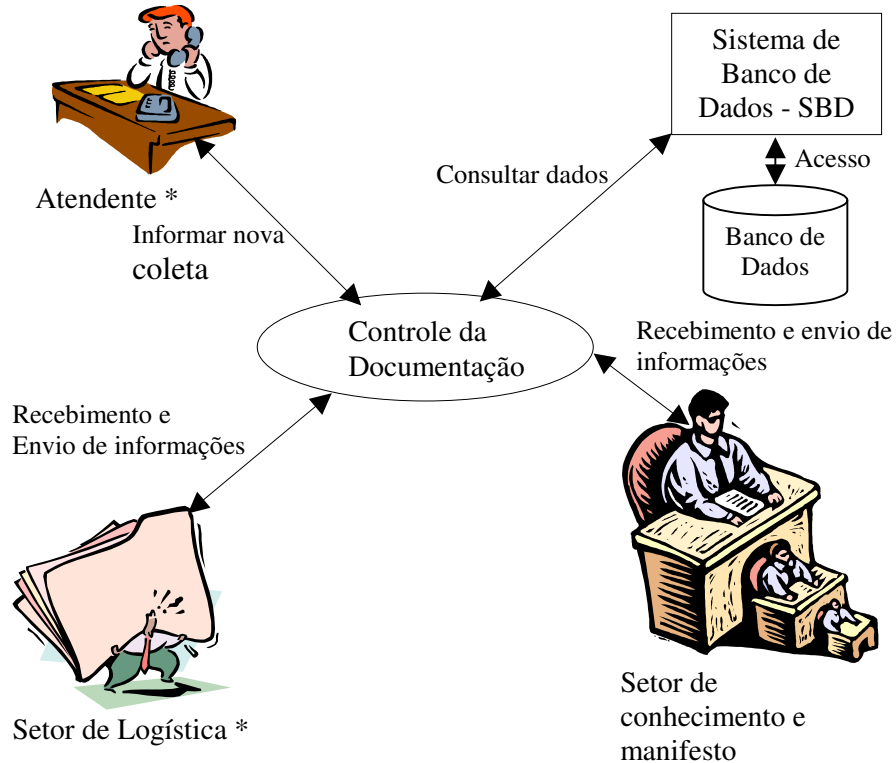 Sistema de
Banco de
Dados - SBD
Acesso
Consultar dados
Atendente *
Informar nova
coleta
Banco de
Dados
Controle da
Documentação
Recebimento e envio de
informações
Recebimento e
Envio de informações
Setor de
conhecimento e
manifesto
Setor de Logística *